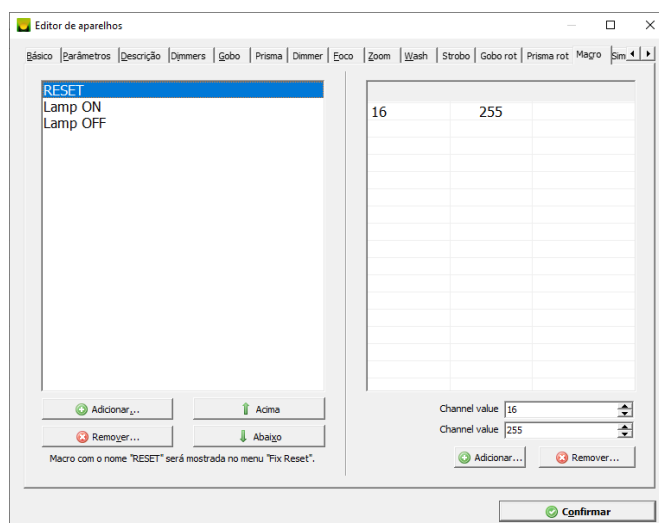 Editor de aparelhos
Básico Parâmetros Descrição Dimmers Gobo Prisma Dimmer Foco Zoom Wash Strobo Gobo rot Prisma rot Magro Sim
RESET
Lamp ON
Lamp OFF
16 255
Adicionar... Acima
Remover... Abaixo
Macro com o nome "RESET" será mostrada no menu "Fix Reset".
Channel value 16
Channel value 255
Adicionar... Remover...
Confirmar